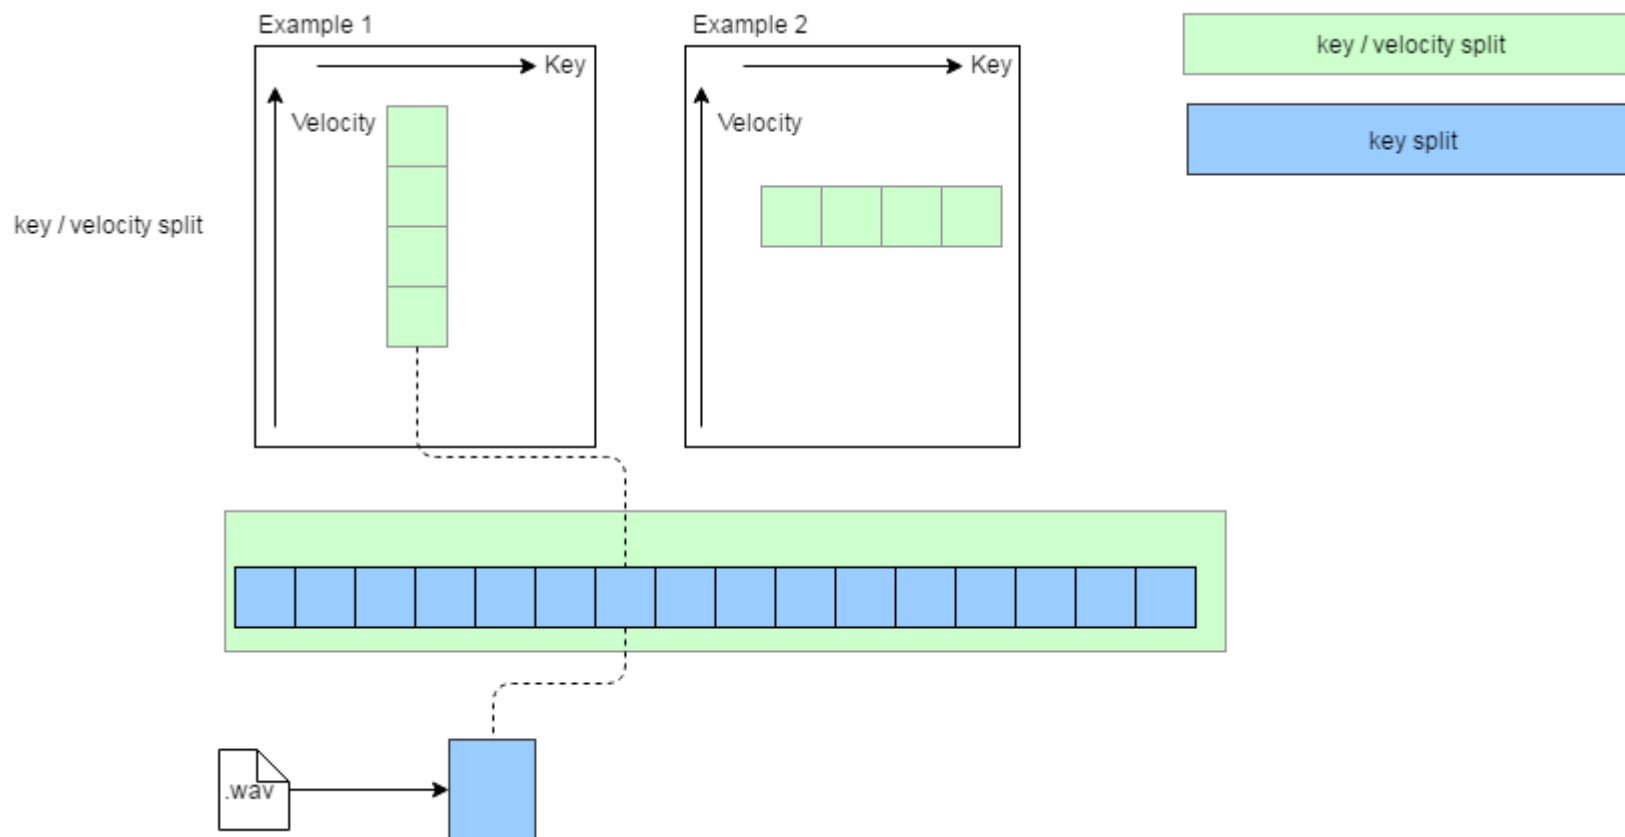 Example 1
Example 2
key / velocity split
Key
Key
key split
Velocity
Velocity
key / velocity split
.wav